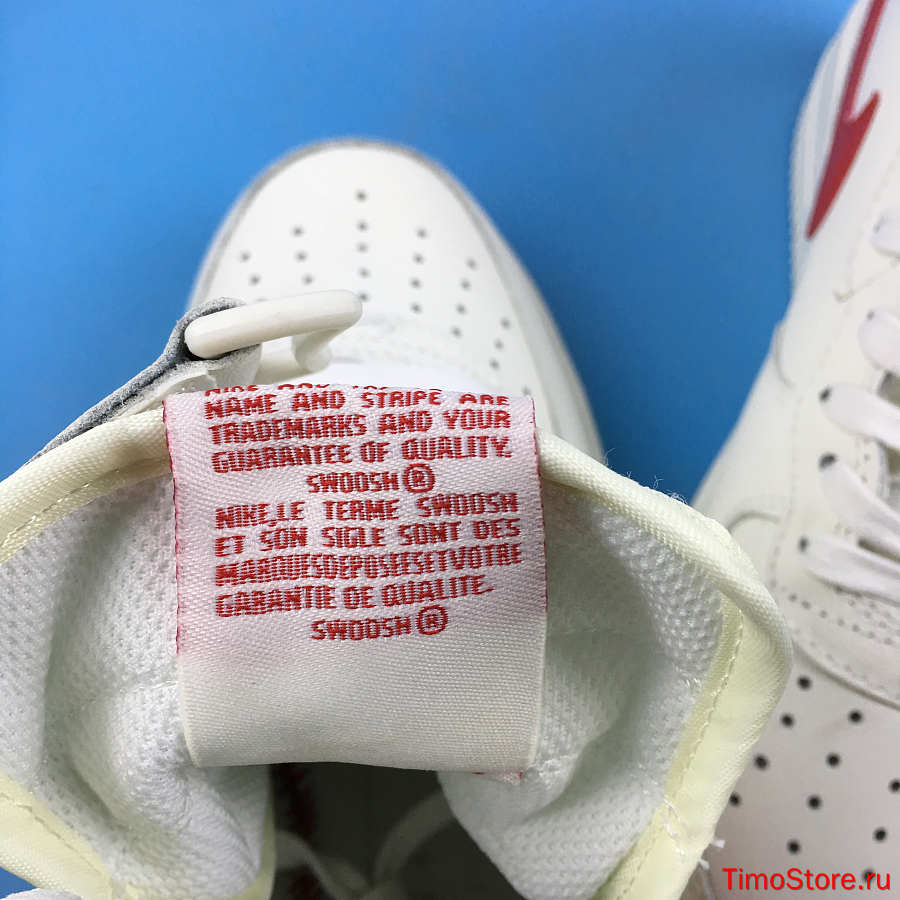 NAME AND STRIPE ARE
TRADEMARKS AND YOUR
GUARANTEE OF QUALITY.
SWOOSH ®
NIKE,LE TERME SWOOSH
ET SON SIGLE SONT DES
MARQUESDEPOSEESETVOTRE
GARANTIE DE QUALITE.
SWOOSH ®
TimoStore.ru